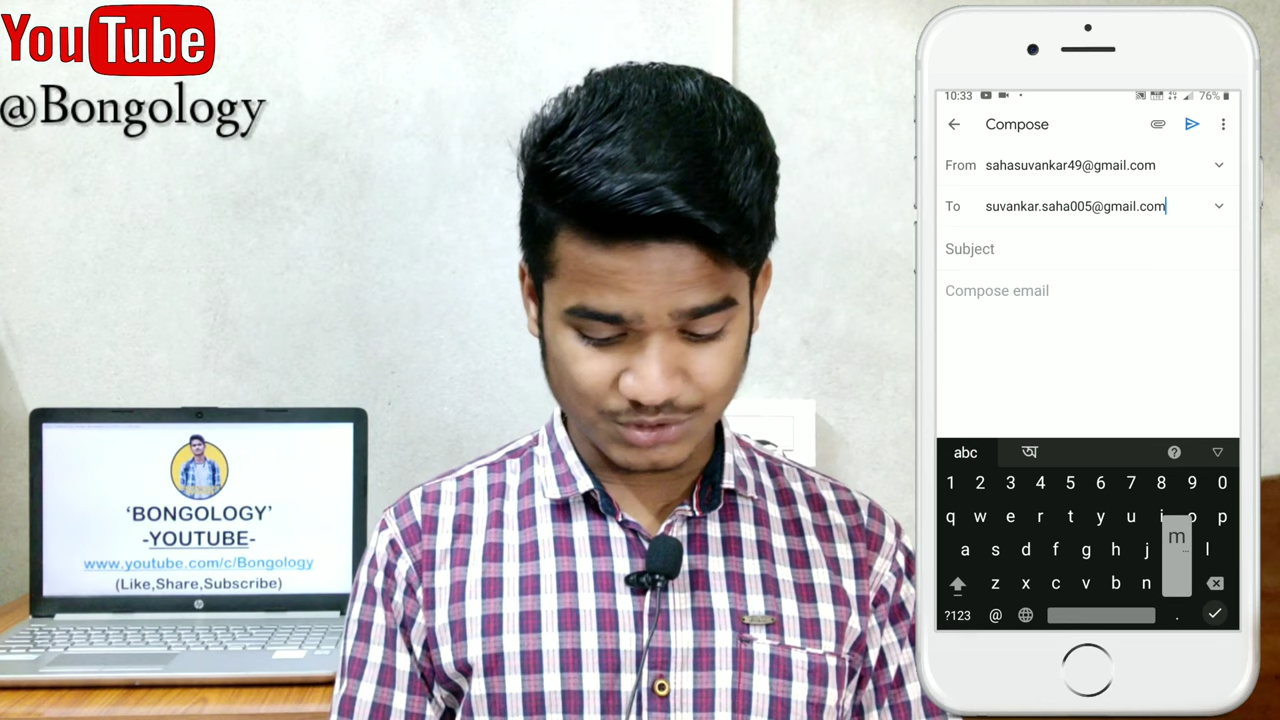 YouTube
@Bongology
'BONGOLOGY'
-YOUTUBE-
www.youtube.com/c/Bongology
(Like,Share,Subscribe)
hp
10:33 76%
Compose
From sahasuvankar49@gmail.com
To suvankar.saha005@gmail.com
Subject
Compose email
abc অ ?
1 2 3 4 5 6 7 8 9 0
q w e r t y u i o p
a s d f g h j l
m
z x c v b n
?123 @ .